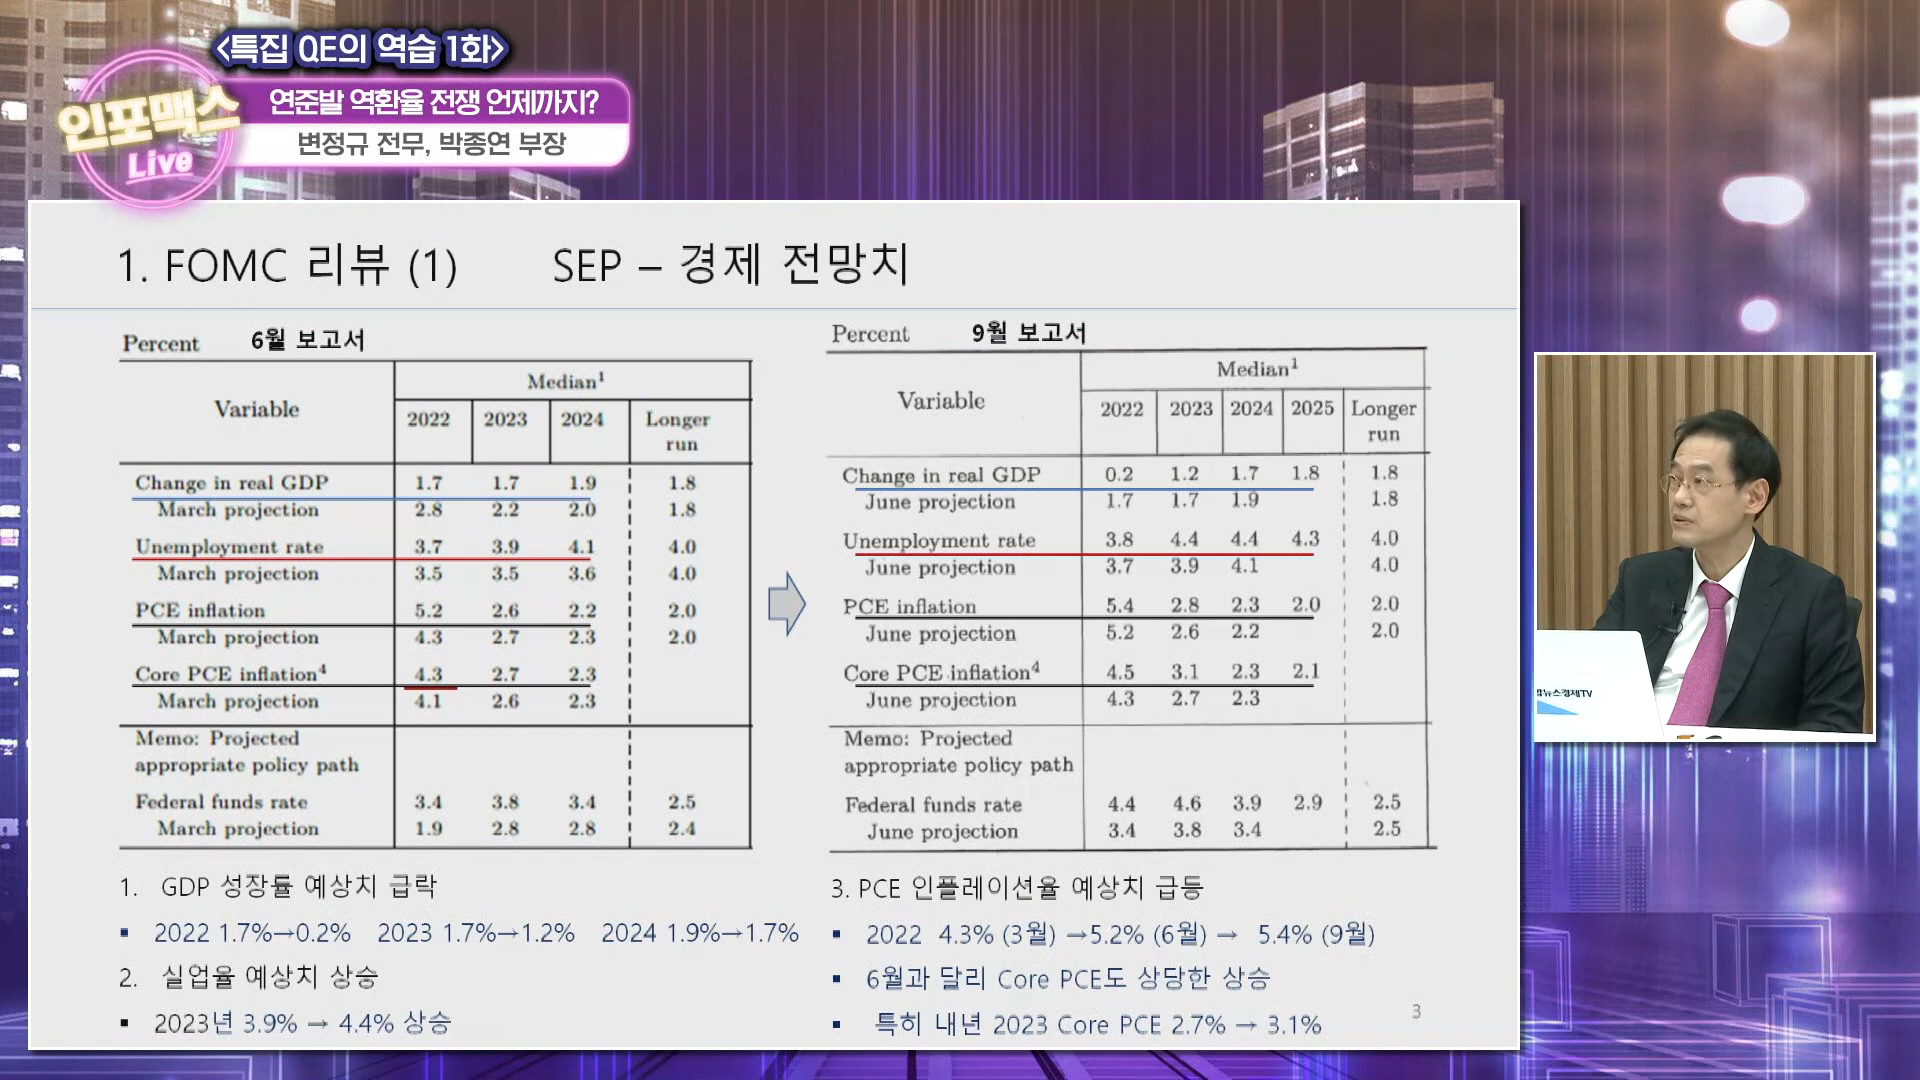 <특집 QE의 역습 1화>
연준발 역환율 전쟁 언제까지?
변정규 전무, 박종연 부장
인포맥스
Live
1. FOMC 리뷰 (1) SEP – 경제 전망치
Percent 6월 보고서
Variable Median¹
2022 2023 2024 Longer run
Change in real GDP 1.7 1.7 1.9 1.8
March projection 2.8 2.2 2.0 1.8
Unemployment rate 3.7 3.9 4.1 4.0
March projection 3.5 3.5 3.6 4.0
PCE inflation 5.2 2.6 2.2 2.0
March projection 4.3 2.7 2.3 2.0
Core PCE inflation⁴ 4.3 2.7 2.3
March projection 4.1 2.6 2.3
Memo: Projected
appropriate policy path
Federal funds rate 3.4 3.8 3.4 2.5
March projection 1.9 2.8 2.8 2.4
Percent 9월 보고서
Variable Median¹
2022 2023 2024 2025 Longer run
Change in real GDP 0.2 1.2 1.7 1.8 1.8
June projection 1.7 1.7 1.9 1.8
Unemployment rate 3.8 4.4 4.4 4.3 4.0
June projection 3.7 3.9 4.1 4.0
PCE inflation 5.4 2.8 2.3 2.0 2.0
June projection 5.2 2.6 2.2 2.0
Core PCE inflation⁴ 4.5 3.1 2.3 2.1
June projection 4.3 2.7 2.3
Memo: Projected
appropriate policy path
Federal funds rate 4.4 4.6 3.9 2.9 2.5
June projection 3.4 3.8 3.4 2.5
1. GDP 성장률 예상치 급락
▪ 2022 1.7%→0.2% 2023 1.7%→1.2% 2024 1.9%→1.7%
2. 실업율 예상치 상승
▪ 2023년 3.9% → 4.4% 상승
3. PCE 인플레이션율 예상치 급등
▪ 2022 4.3% (3월) →5.2% (6월) → 5.4% (9월)
▪ 6월과 달리 Core PCE도 상당한 상승
▪ 특히 내년 2023 Core PCE 2.7% → 3.1%
3
뉴스경제TV